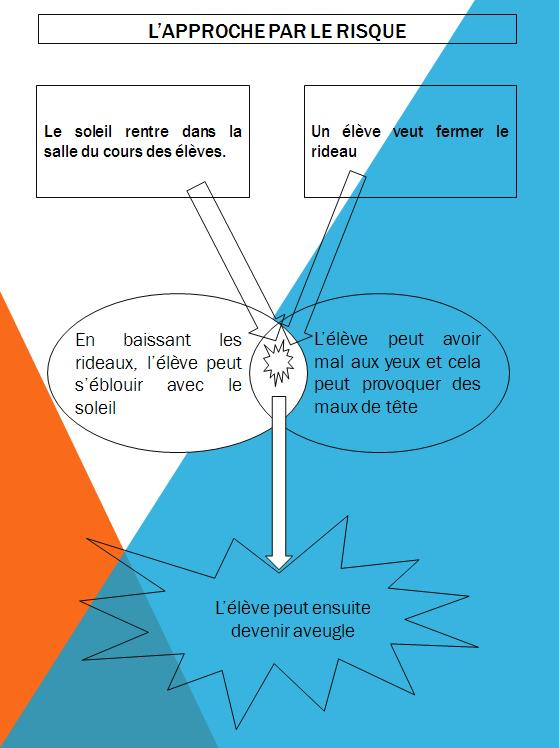 L'APPROCHE PAR LE RISQUE
Le soleil rentre dans la
salle du cours des élèves.
Un élève veut fermer le
rideau
En baissant les
rideaux, l'élève peut
s'éblouir avec le
soleil
L'élève peut avoir
mal aux yeux et cela
peut provoquer des
maux de tête
L'élève peut ensuite
devenir aveugle